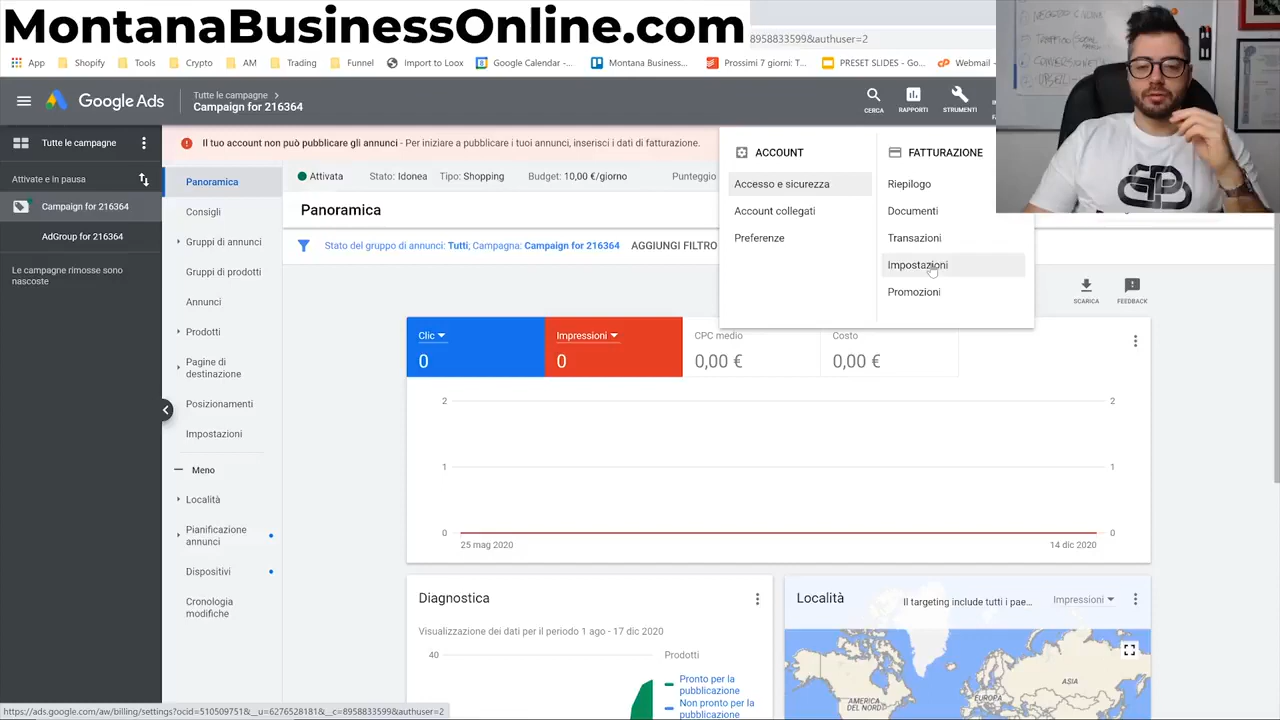 MontanaBusinessOnline.com
8958833599&authuser=2
App
Shopify
Tools
Crypto
AM
Trading
Funnel
Import to Loox
Google Calendar -...
Montana Business...
Prossimi 7 giorni: T...
PRESET SLIDES - Go...
Webmail
Google Ads
Tutte le campagne
Campaign for 216364
CERCA
RAPPORTI
STRUMENTI
Tutte le campagne
Attivate e in pausa
Campaign for 216364
AdGroup for 216364
Le campagne rimosse sono
nascoste
Panoramica
Consigli
Gruppi di annunci
Gruppi di prodotti
Annunci
Prodotti
Pagine di
destinazione
Posizionamenti
Impostazioni
Meno
Località
Pianificazione
annunci
Dispositivi
Cronologia
modifiche
Il tuo account non può pubblicare gli annunci - Per iniziare a pubblicare i tuoi annunci, inserisci i dati di fatturazione.
Attivata Stato: Idonea Tipo: Shopping Budget: 10,00 €/giorno Punteggio
Panoramica
Stato del gruppo di annunci: Tutti; Campagna: Campaign for 216364 AGGIUNGI FILTRO
ACCOUNT
Accesso e sicurezza
Account collegati
Preferenze
FATTURAZIONE
Riepilogo
Documenti
Transazioni
Impostazioni
Promozioni
SCARICA
FEEDBACK
Clic
0
Impressioni
0
CPC medio
0,00 €
Costo
0,00 €
2 2
1 1
0 0
25 mag 2020 14 dic 2020
Diagnostica
Visualizzazione dei dati per il periodo 1 ago - 17 dic 2020
40
Prodotti
Pronto per la
pubblicazione
Non pronto per la
pubblicazione
Località
Il targeting include tutti i pae...
Impressioni
AMERICA
DEL NORD
EUROPA
ASIA
https://ads.google.com/aw/billing/settings?ocid=510509751&__u=6276528181&__c=8958833599&authuser=2